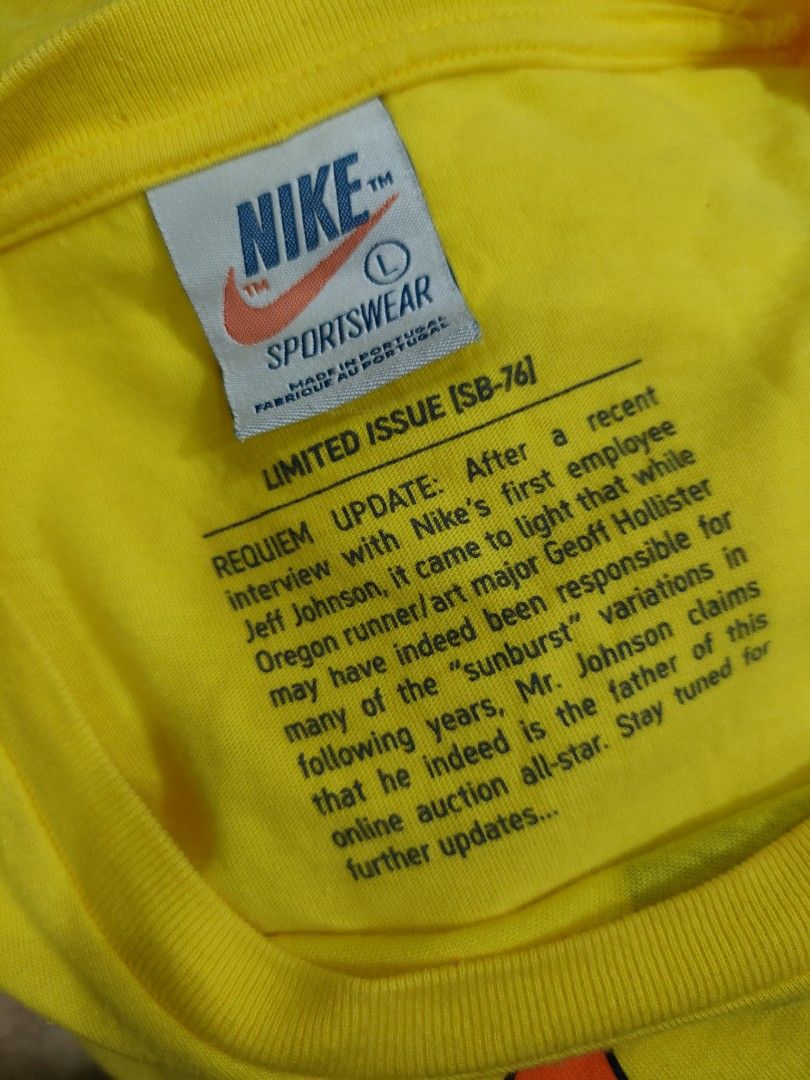 NIKE™
™
L
SPORTSWEAR
MADE IN PORTUGAL
FABRIQUE AU PORTUGAL
LIMITED ISSUE [SB-76]
REQUIEM UPDATE: After a recent
interview with Nike's first employee
Jeff Johnson, it came to light that while
Oregon runner/art major Geoff Hollister
may have indeed been responsible for
many of the "sunburst" variations in
following years, Mr. Johnson claims
that he indeed is the father of this
online auction all-star. Stay tuned for
further updates...